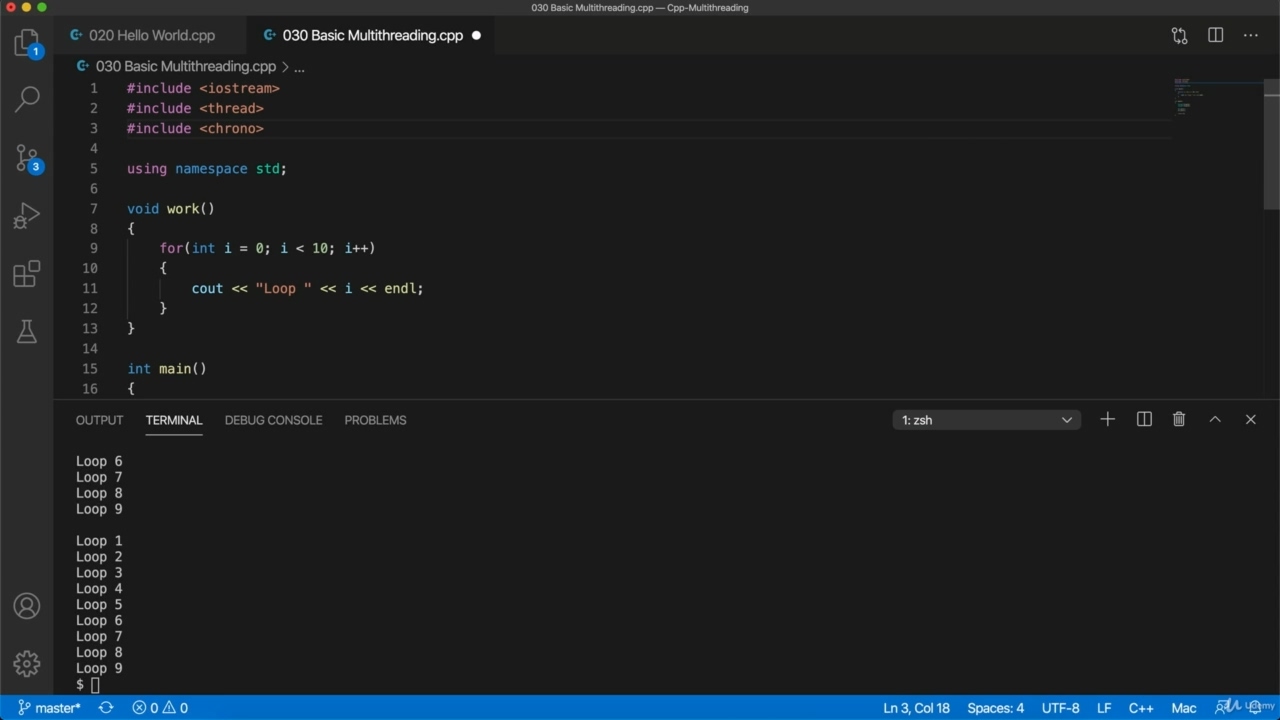 030 Basic Multithreading.cpp — Cpp-Multithreading
020 Hello World.cpp
030 Basic Multithreading.cpp
030 Basic Multithreading.cpp > ...
1 #include <iostream>
2 #include <thread>
3 #include <chrono>
4
5 using namespace std;
6
7 void work()
8 {
9 for(int i = 0; i < 10; i++)
10 {
11 cout << "Loop " << i << endl;
12 }
13 }
14
15 int main()
16 {
1
3
OUTPUT TERMINAL DEBUG CONSOLE PROBLEMS
1: zsh
Loop 6
Loop 7
Loop 8
Loop 9
Loop 1
Loop 2
Loop 3
Loop 4
Loop 5
Loop 6
Loop 7
Loop 8
Loop 9
$
master* 0 0 Ln 3, Col 18 Spaces: 4 UTF-8 LF C++ Mac
Udemy